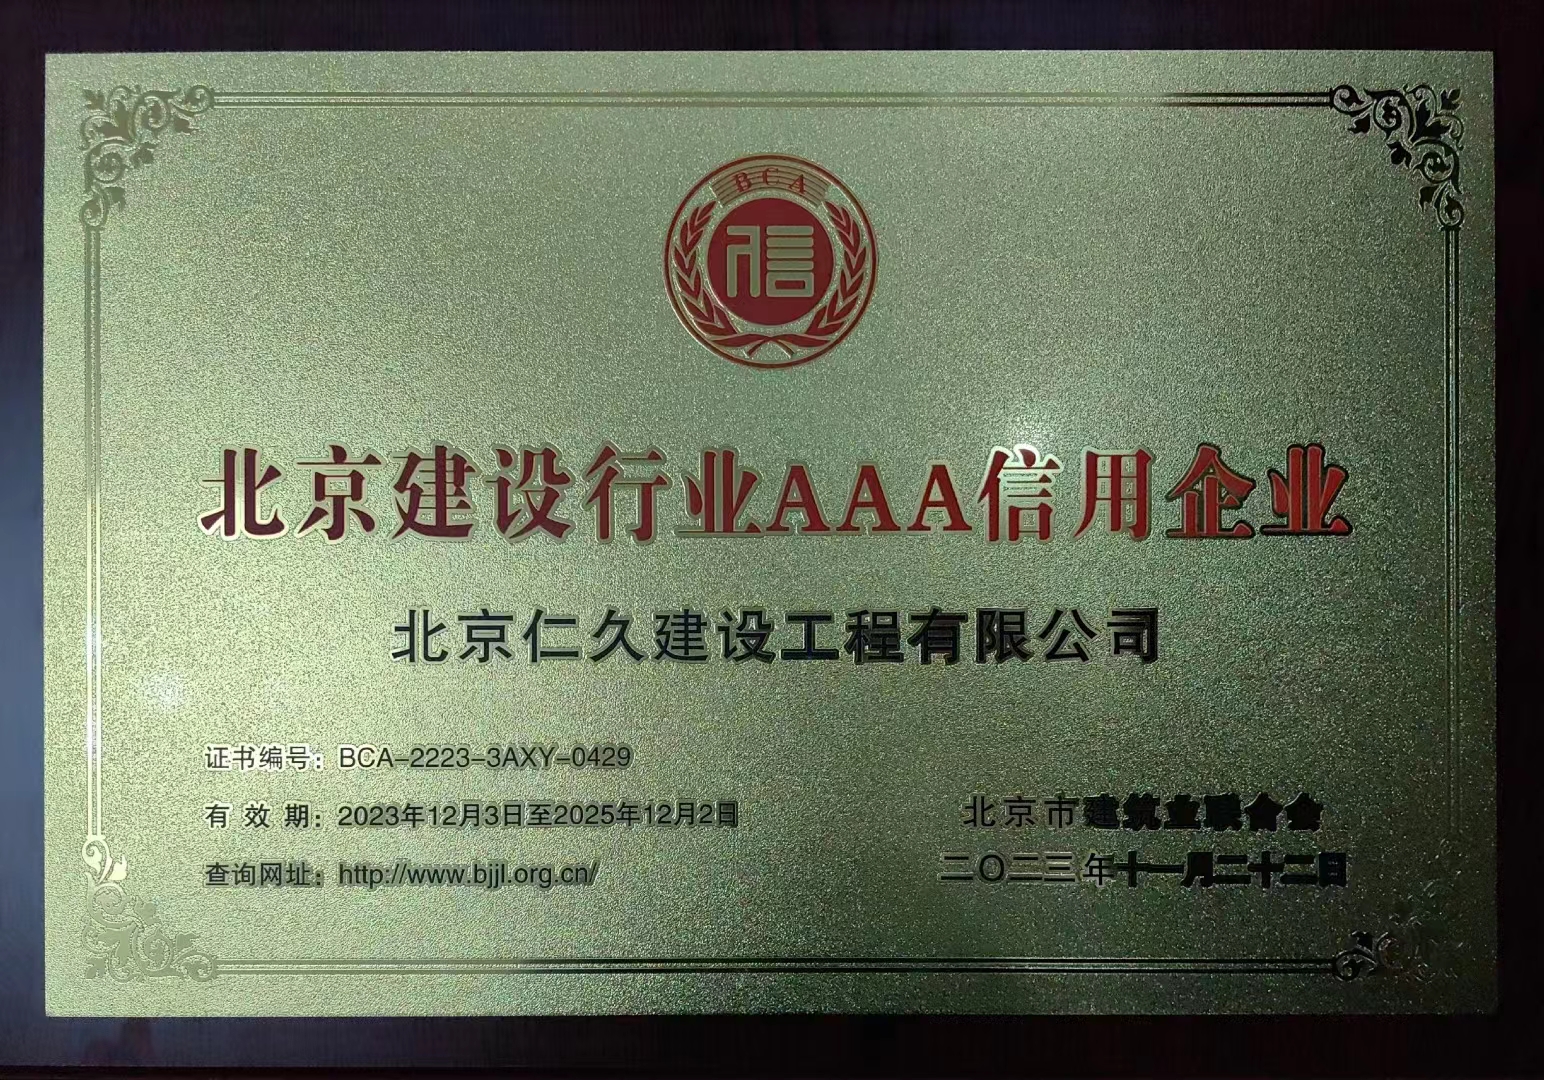 BCA
信
北京建设行业AAA信用企业
北京仁久建设工程有限公司
证书编号：BCA-2223-3AXY-0429
有 效 期：2023年12月3日至2025年12月2日
查询网址：http://www.bjjl.org.cn/
北京市建筑业联合会
二〇二三年十一月二十二日